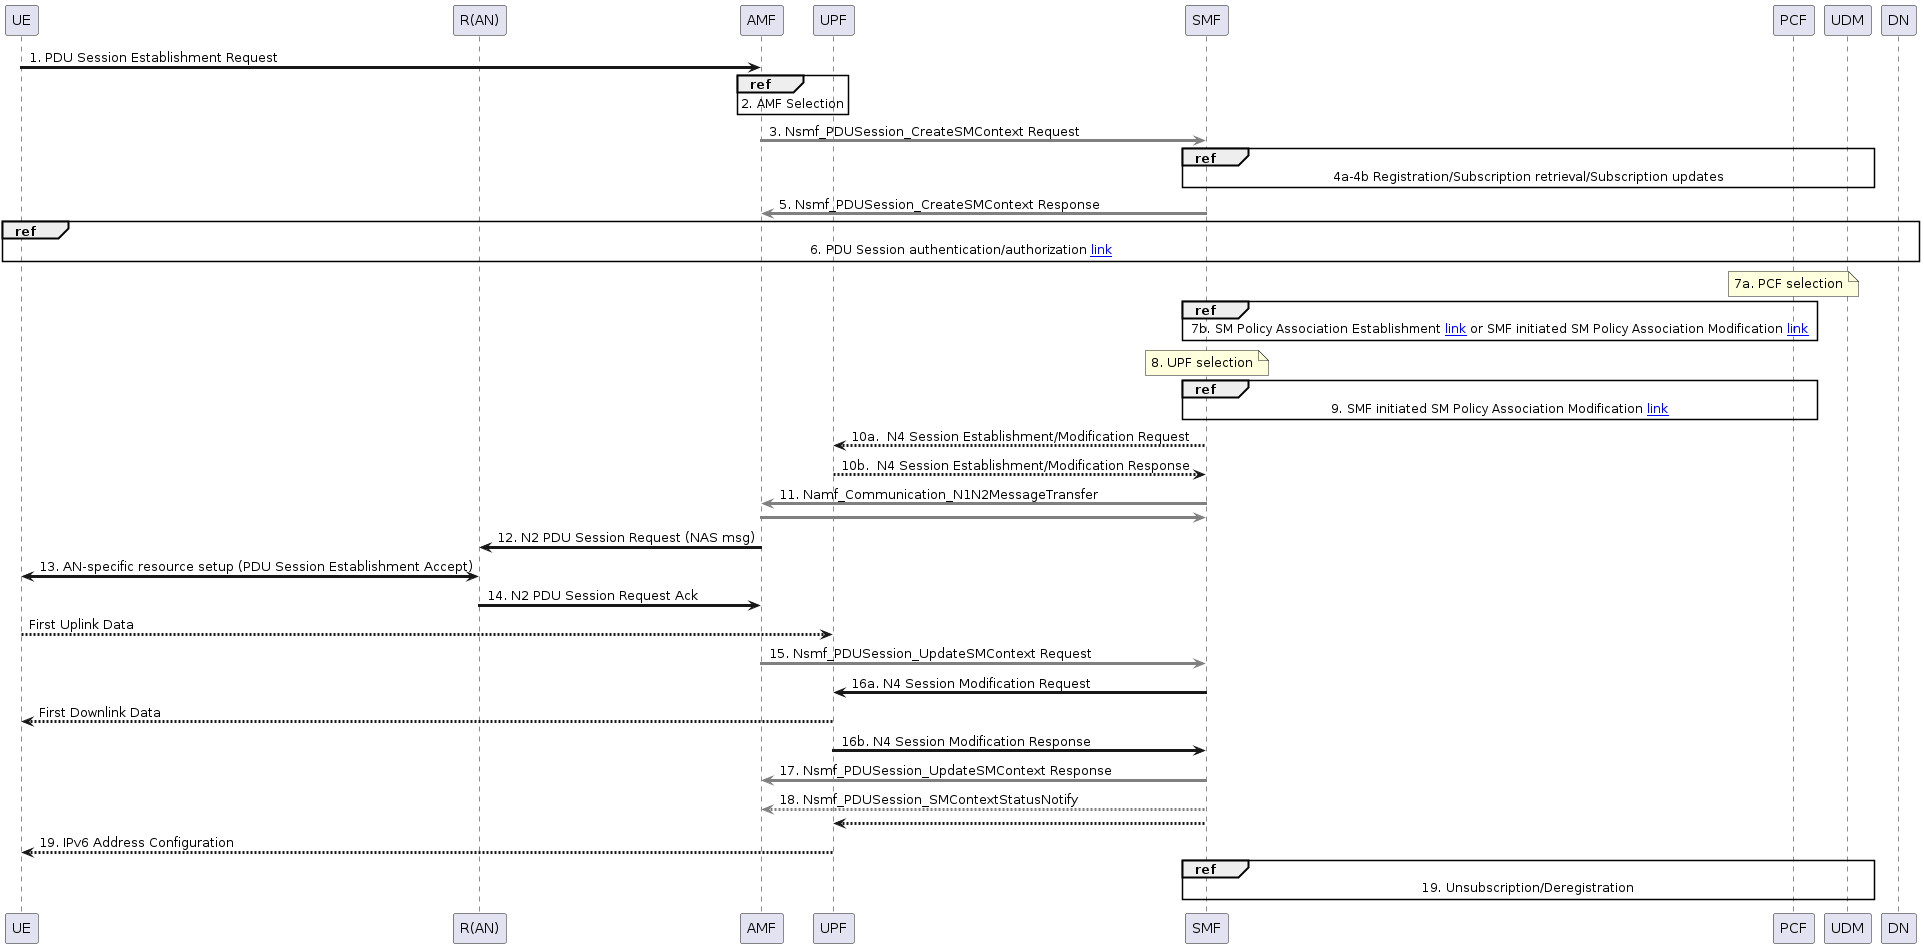 UE R(AN) AMF UPF SMF PCF UDM DN
1. PDU Session Establishment Request
ref
2. AMF Selection
3. Nsmf_PDUSession_CreateSMContext Request
ref
4a-4b Registration/Subscription retrieval/Subscription updates
5. Nsmf_PDUSession_CreateSMContext Response
ref
6. PDU Session authentication/authorization link
7a. PCF selection
ref
7b. SM Policy Association Establishment link or SMF initiated SM Policy Association Modification link
8. UPF selection
ref
9. SMF initiated SM Policy Association Modification link
10a.  N4 Session Establishment/Modification Request
10b.  N4 Session Establishment/Modification Response
11. Namf_Communication_N1N2MessageTransfer
12. N2 PDU Session Request (NAS msg)
13. AN-specific resource setup (PDU Session Establishment Accept)
14. N2 PDU Session Request Ack
First Uplink Data
15. Nsmf_PDUSession_UpdateSMContext Request
16a. N4 Session Modification Request
First Downlink Data
16b. N4 Session Modification Response
17. Nsmf_PDUSession_UpdateSMContext Response
18. Nsmf_PDUSession_SMContextStatusNotify
19. IPv6 Address Configuration
ref
19. Unsubscription/Deregistration
UE R(AN) AMF UPF SMF PCF UDM DN